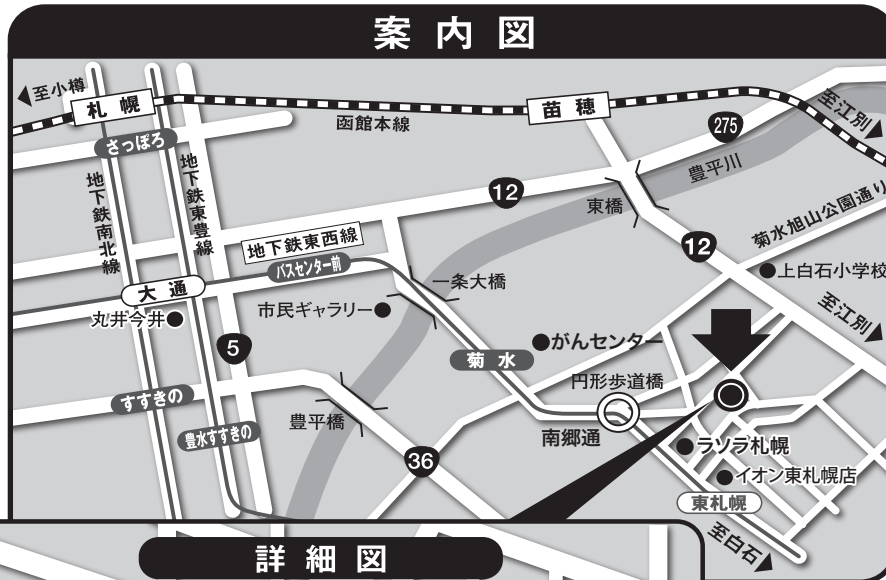 案内図
至小樽
札幌
苗穂
函館本線
275
至江別
さっぽろ
地下鉄南北線
地下鉄東豊線
豊平川
12
東橋
菊水旭山公園通り
12
地下鉄東西線
バスセンター前
上白石小学校
大通
一条大橋
丸井今井
市民ギャラリー
至江別
5
がんセンター
菊水
円形歩道橋
すすきの
豊平橋
南郷通
豊水すすきの
ラソラ札幌
36
イオン東札幌店
東札幌
至白石
詳細図